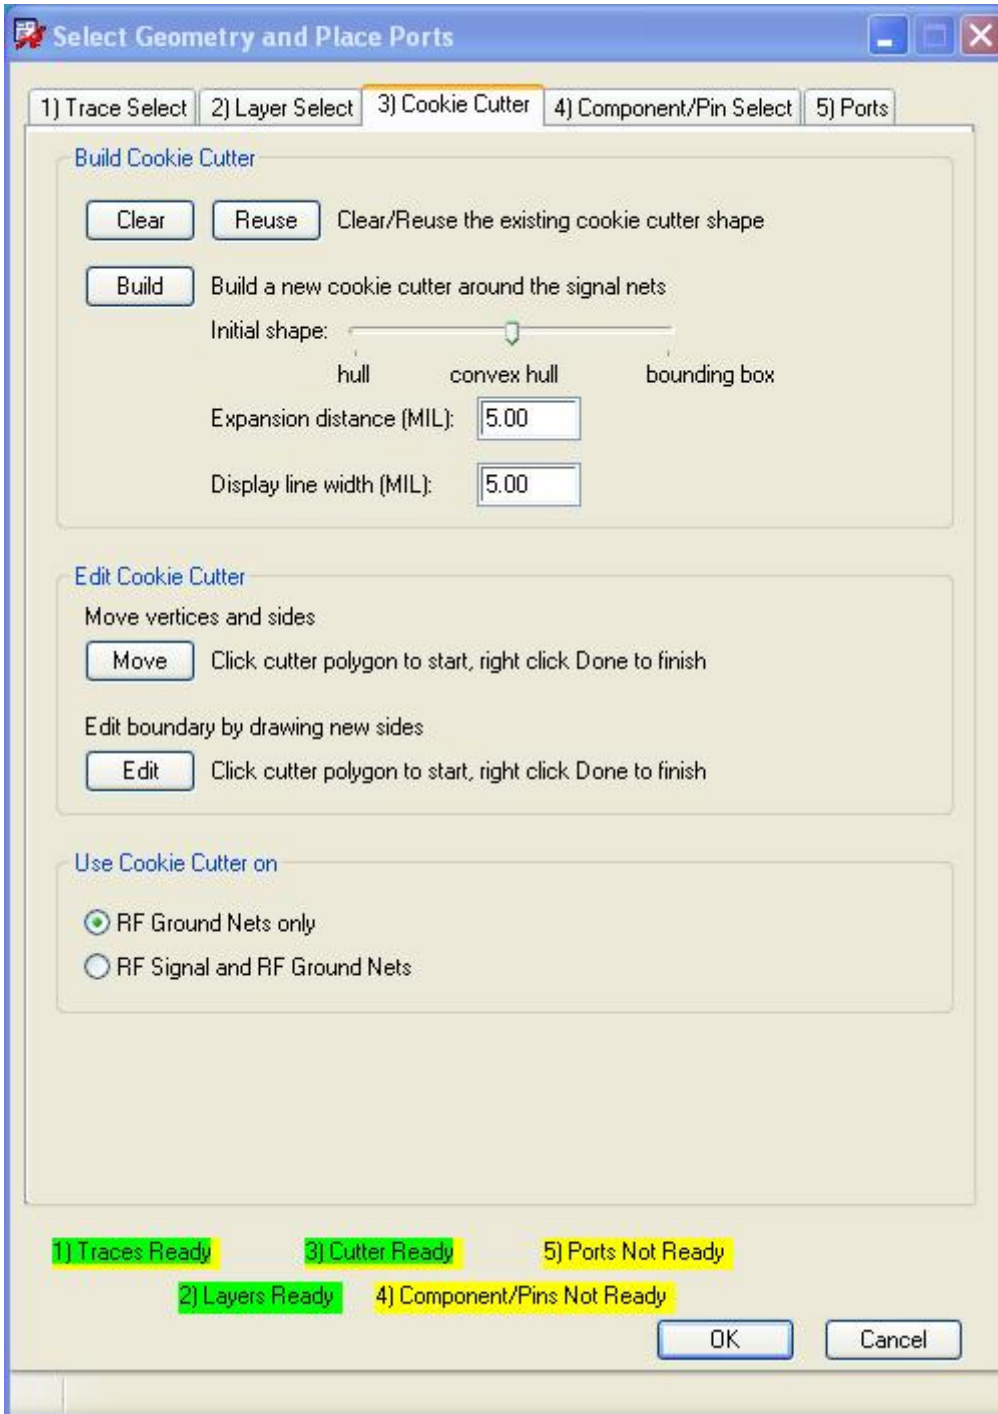 Select Geometry and Place Ports
1) Trace Select 2) Layer Select 3) Cookie Cutter 4) Component/Pin Select 5) Ports
Build Cookie Cutter
Clear Reuse Clear/Reuse the existing cookie cutter shape
Build Build a new cookie cutter around the signal nets
Initial shape:
hull convex hull bounding box
Expansion distance (MIL): 5.00
Display line width (MIL): 5.00
Edit Cookie Cutter
Move vertices and sides
Move Click cutter polygon to start, right click Done to finish
Edit boundary by drawing new sides
Edit Click cutter polygon to start, right click Done to finish
Use Cookie Cutter on
RF Ground Nets only
RF Signal and RF Ground Nets
1) Traces Ready 3) Cutter Ready 5) Ports Not Ready
2) Layers Ready 4) Component/Pins Not Ready
OK Cancel